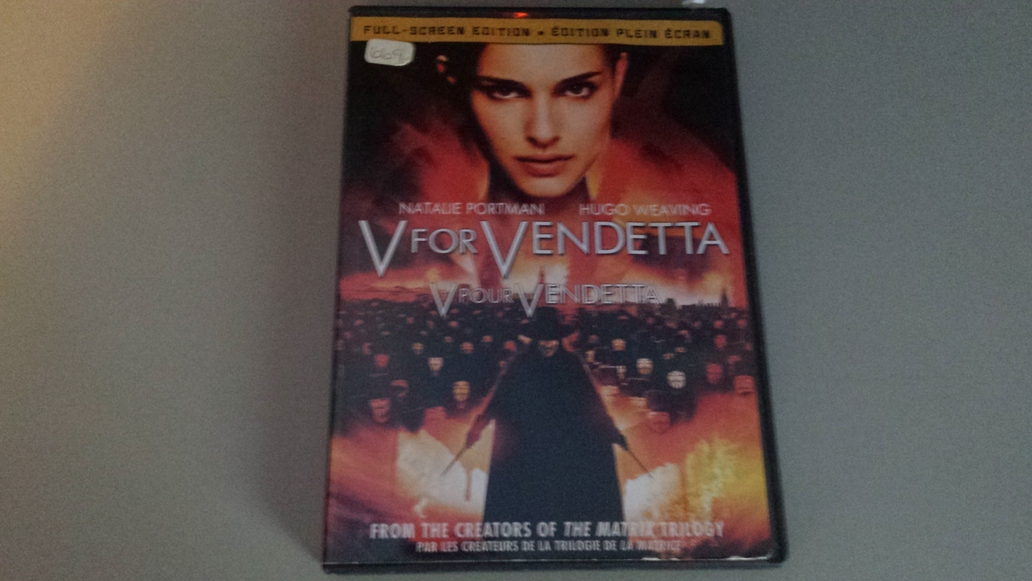 FULL-SCREEN EDITION • ÉDITION PLEIN ÉCRAN
NATALIE PORTMAN HUGO WEAVING
V FOR VENDETTA
V POUR VENDETTA
FROM THE CREATORS OF THE MATRIX TRILOGY
PAR LES CRÉATEURS DE LA TRILOGIE DE LA MATRICE